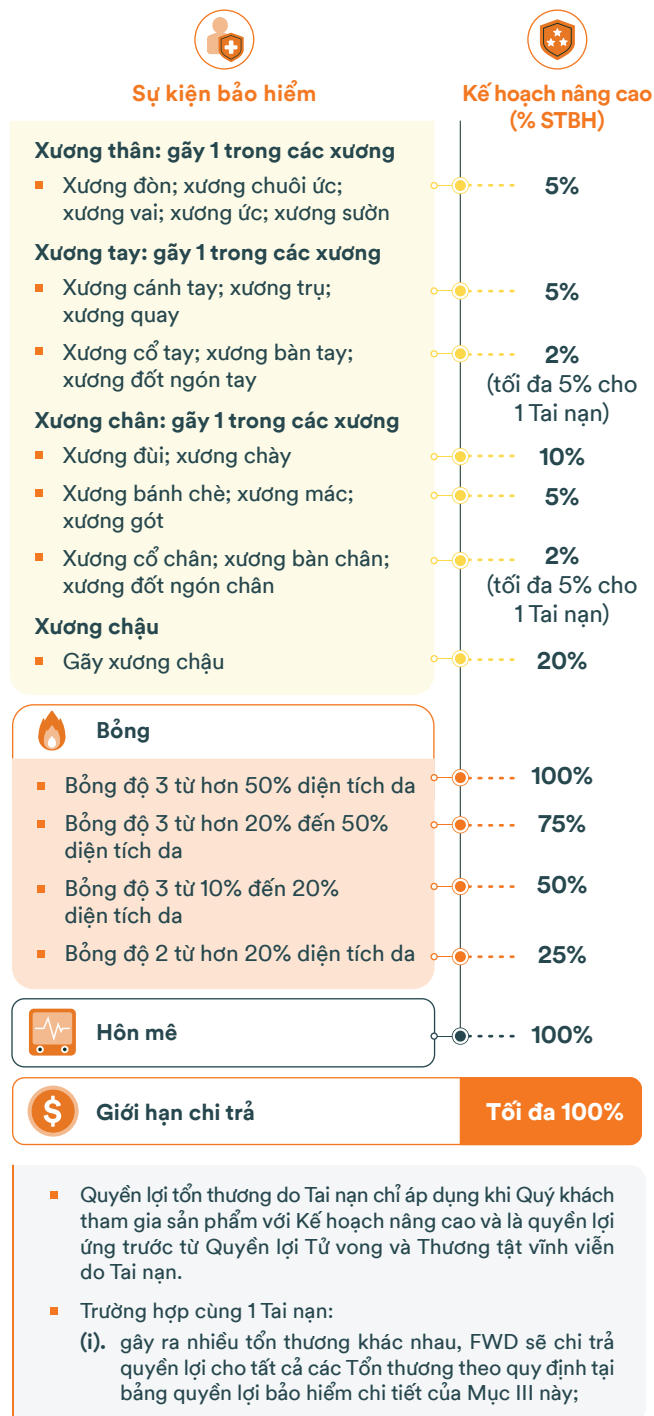 Sự kiện bảo hiểm
Kế hoạch nâng cao
(% STBH)
Xương thân: gãy 1 trong các xương
Xương đòn; xương chuôi ức;
xương vai; xương ức; xương sườn
5%
Xương tay: gãy 1 trong các xương
Xương cánh tay; xương trụ;
xương quay
5%
Xương cổ tay; xương bàn tay;
xương đốt ngón tay
2%
(tối đa 5% cho
1 Tai nạn)
Xương chân: gãy 1 trong các xương
Xương đùi; xương chày
10%
Xương bánh chè; xương mác;
xương gót
5%
Xương cổ chân; xương bàn chân;
xương đốt ngón chân
2%
(tối đa 5% cho
1 Tai nạn)
Xương chậu
Gãy xương chậu
20%
Bỏng
Bỏng độ 3 từ hơn 50% diện tích da
100%
Bỏng độ 3 từ hơn 20% đến 50%
diện tích da
75%
Bỏng độ 3 từ 10% đến 20%
diện tích da
50%
Bỏng độ 2 từ hơn 20% diện tích da
25%
Hôn mê
100%
$
Giới hạn chi trả
Tối đa 100%
Quyền lợi tổn thương do Tai nạn chỉ áp dụng khi Quý khách
tham gia sản phẩm với Kế hoạch nâng cao và là quyền lợi
ứng trước từ Quyền lợi Tử vong và Thương tật vĩnh viễn
do Tai nạn.
Trường hợp cùng 1 Tai nạn:
(i). gây ra nhiều tổn thương khác nhau, FWD sẽ chi trả
quyền lợi cho tất cả các Tổn thương theo quy định tại
bảng quyền lợi bảo hiểm chi tiết của Mục III này;